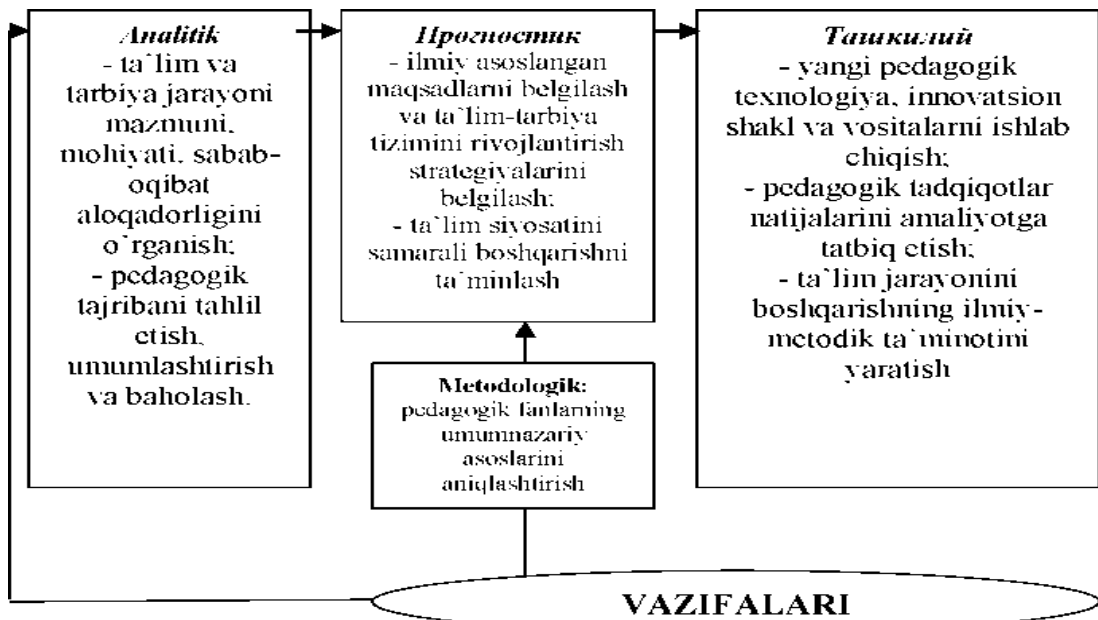 Analitik
- ta`lim va
tarbiya jarayoni
mazmuni,
mohiyati, sabab-
oqibat
aloqadorligini
o`rganish;
- pedagogik
tajribani tahlil
etish,
umumlashtirish
va baholash.
Прогностик
- ilmiy asoslangan
maqsadlarni belgilash
va ta`lim-tarbiya
tizimini rivojlantirish
strategiyalarini
belgilash;
- ta`lim siyosatini
samarali boshqarishni
ta`minlash
Ташкилий
- yangi pedagogik
texnologiya, innovatsion
shakl va vositalarni ishlab
chiqish;
- pedagogik tadqiqotlar
natijalarini amaliyotga
tatbiq etish;
- ta`lim jarayonini
boshqarishning ilmiy-
metodik ta`minotini
yaratish
Metodologik:
pedagogik fanlarning
umumnazariy
asoslarini
aniqlashtirish
VAZIFALARI